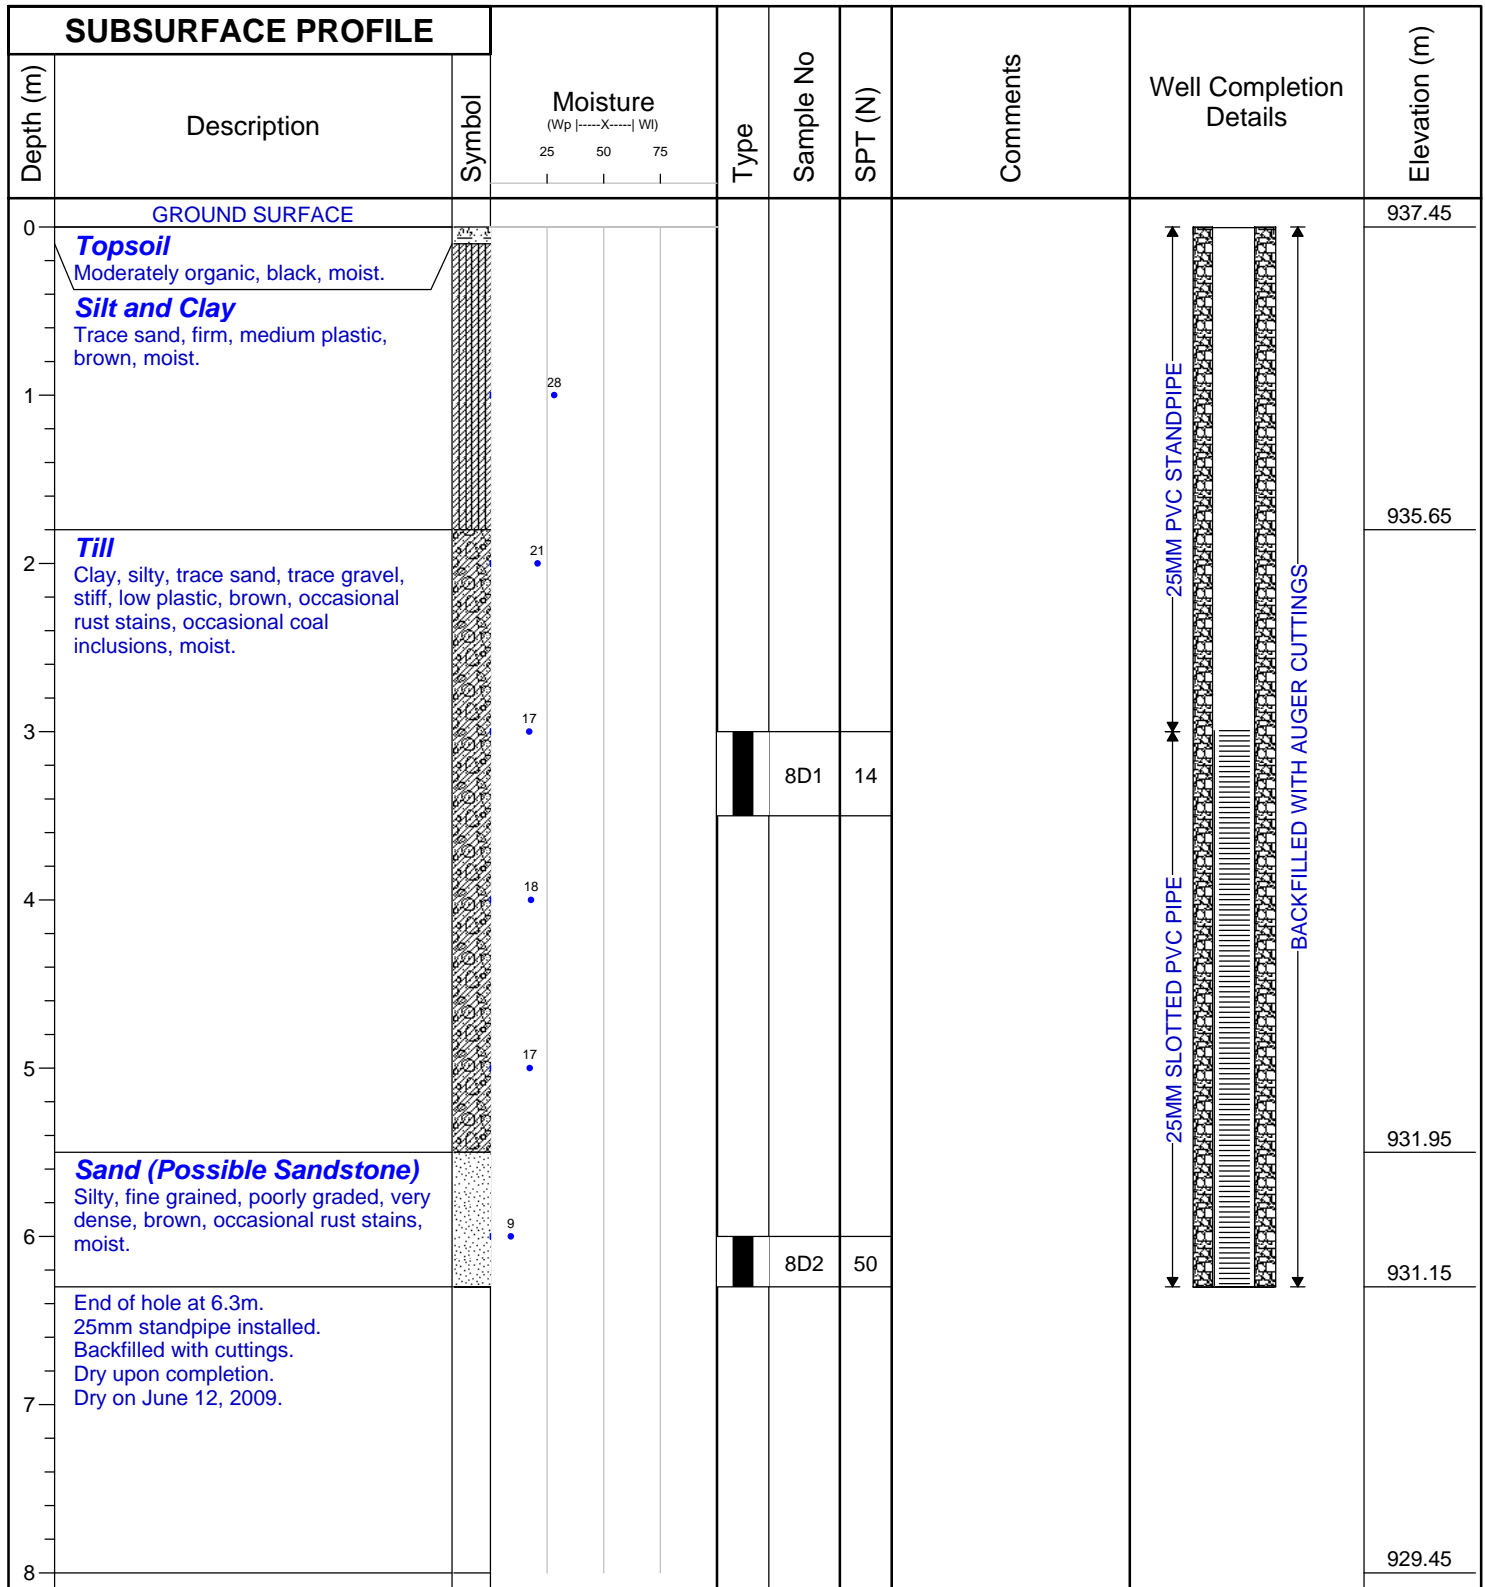 SUBSURFACE PROFILE
Depth (m)
Description
Symbol
Moisture
(Wp |-----X-----| Wl)
25 50 75
Type
Sample No
SPT (N)
Comments
Well Completion
Details
Elevation (m)
GROUND SURFACE
937.45
0
Topsoil
Moderately organic, black, moist.
Silt and Clay
Trace sand, firm, medium plastic,
brown, moist.
28
1
25MM PVC STANDPIPE
935.65
Till
21
2
Clay, silty, trace sand, trace gravel,
stiff, low plastic, brown, occasional
rust stains, occasional coal
inclusions, moist.
BACKFILLED WITH AUGER CUTTINGS
17
3
8D1 14
18
4
25MM SLOTTED PVC PIPE
17
5
931.95
Sand (Possible Sandstone)
Silty, fine grained, poorly graded, very
dense, brown, occasional rust stains,
moist.
9
6
8D2 50
931.15
End of hole at 6.3m.
25mm standpipe installed.
Backfilled with cuttings.
Dry upon completion.
Dry on June 12, 2009.
7
929.45
8